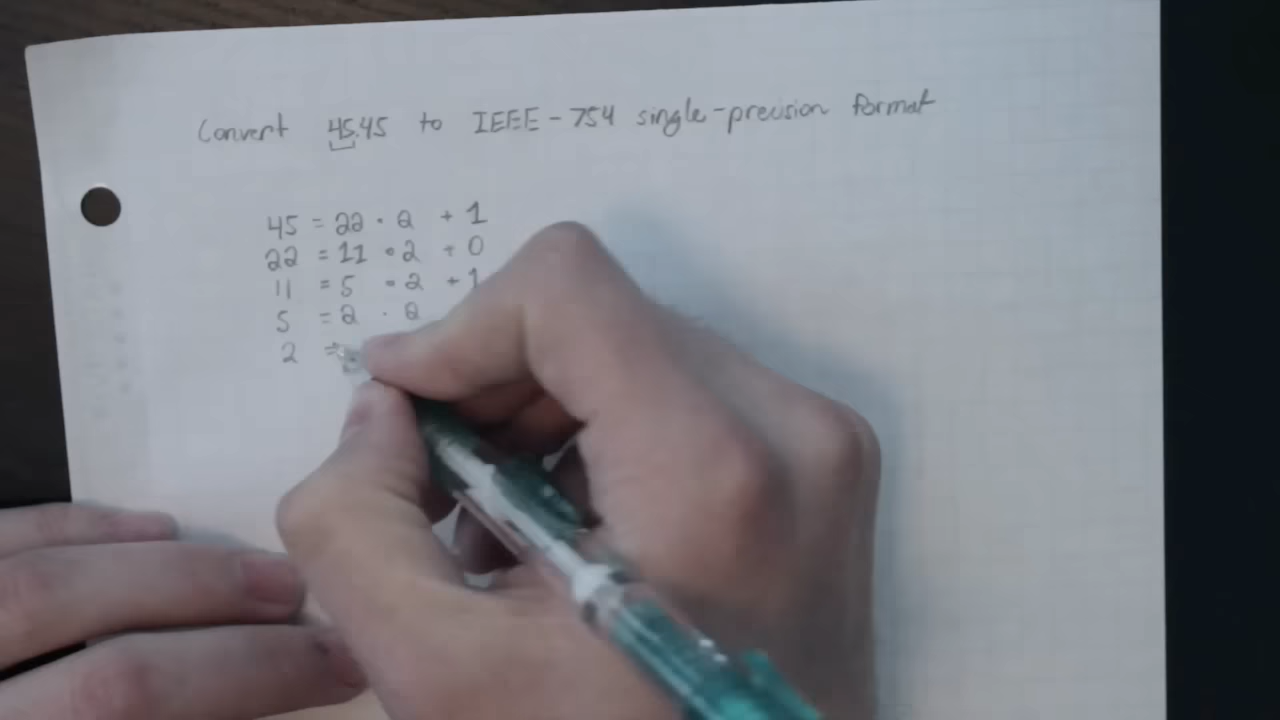 Convert 45.45 to IEEE-754 single-precision format
45 = 22 · 2 + 1
22 = 11 · 2 + 0
11 = 5 · 2 + 1
5 = 2 · 2
2 =